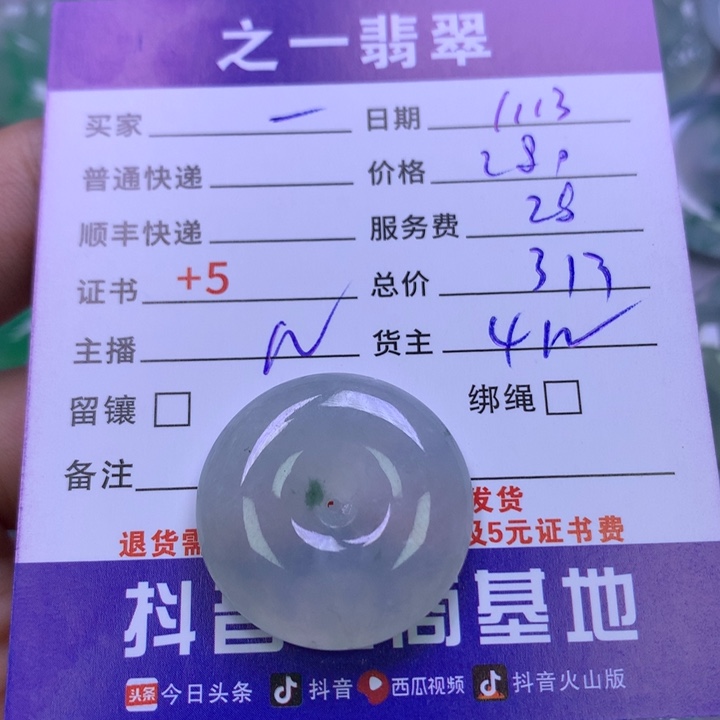 之一翡翠
买家 一 日期 1113
普通快递 价格 280
顺丰快递 服务费 28
证书 +5 总价 313
主播 货主
留镶 绑绳
备注
发货
退货需 及5元证书费
抖音 商基地
头条 今日头条 抖音 西瓜视频 抖音火山版